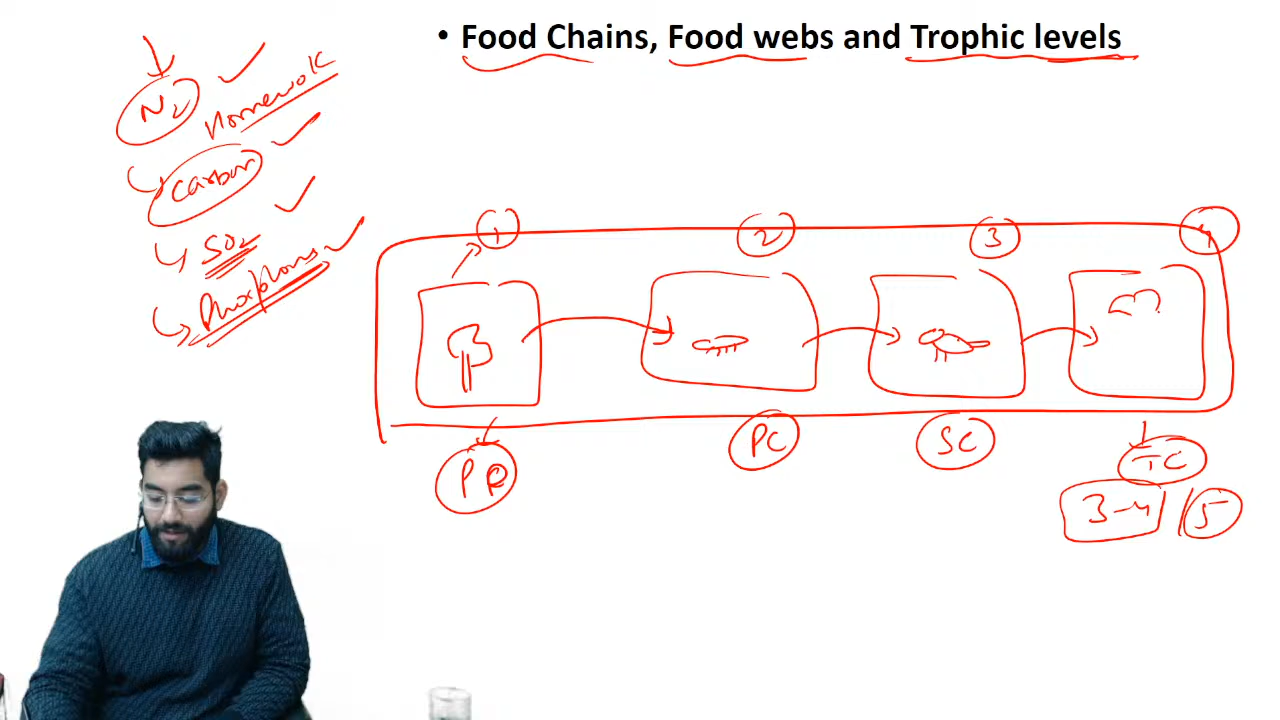 • Food Chains, Food webs and Trophic levels
N2
Homework
Carbon
SO2
Phosphorus
1
2
3
4
PR
PC
SC
TC
3-4 / 5